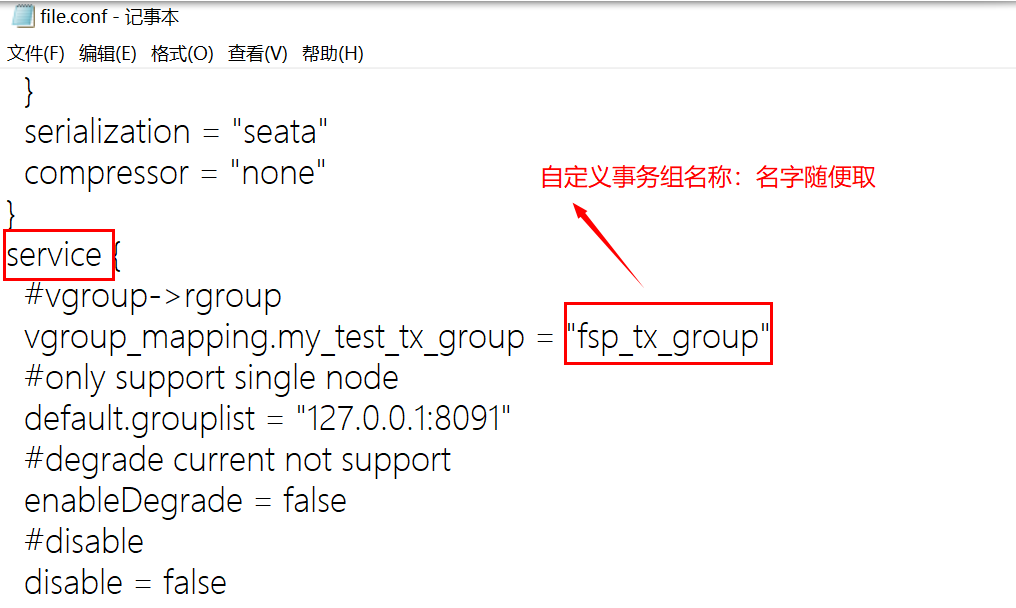 file.conf - 记事本
文件(F) 编辑(E) 格式(O) 查看(V) 帮助(H)
}
serialization = "seata"
compressor = "none"
自定义事务组名称：名字随便取
}
service {
#vgroup->rgroup
vgroup_mapping.my_test_tx_group = "fsp_tx_group"
#only support single node
default.grouplist = "127.0.0.1:8091"
#degrade current not support
enableDegrade = false
#disable
disable = false